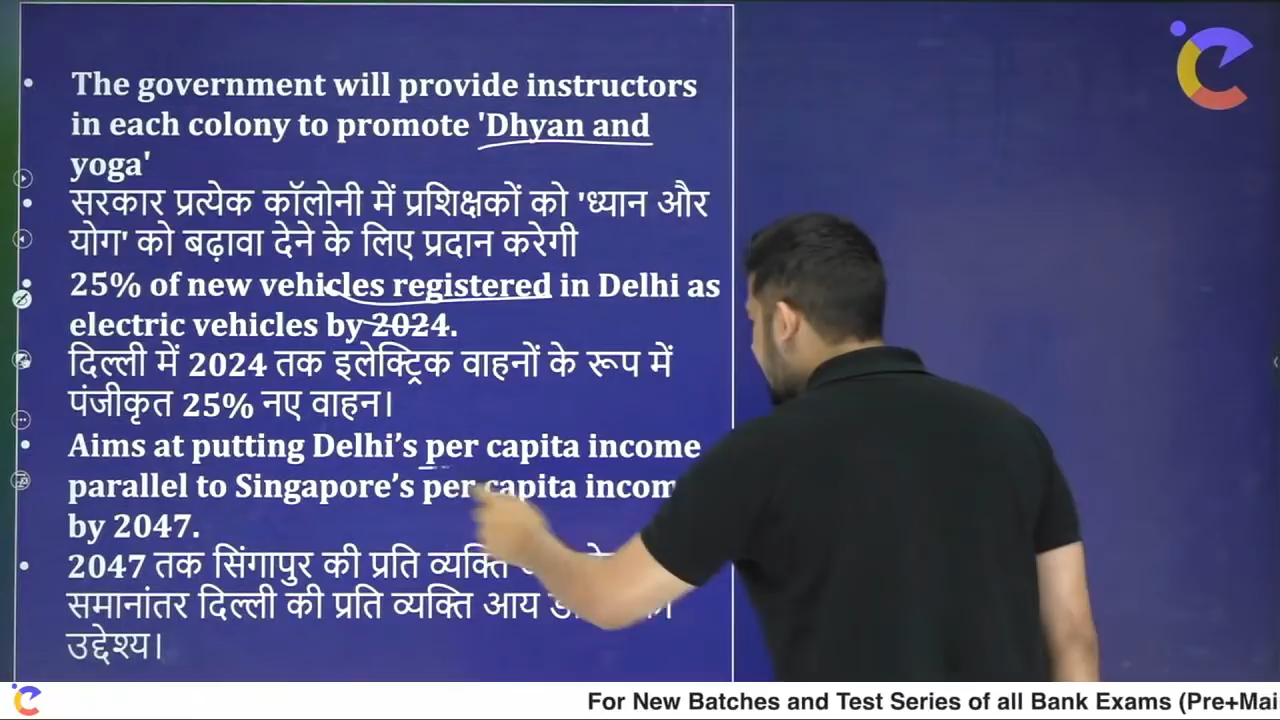 The government will provide instructors
in each colony to promote 'Dhyan and
yoga'
सरकार प्रत्येक कॉलोनी में प्रशिक्षकों को 'ध्यान और
योग' को बढ़ावा देने के लिए प्रदान करेगी
25% of new vehicles registered in Delhi as
electric vehicles by 2024.
दिल्ली में 2024 तक इलेक्ट्रिक वाहनों के रूप में
पंजीकृत 25% नए वाहन।
Aims at putting Delhi’s per capita income
parallel to Singapore’s per capita
by 2047.
2047 तक सिंगापुर की प्रति व्यक्ति
समानांतर दिल्ली की प्रति व्यक्ति आय
उद्देश्य।
For New Batches and Test Series of all Bank Exams